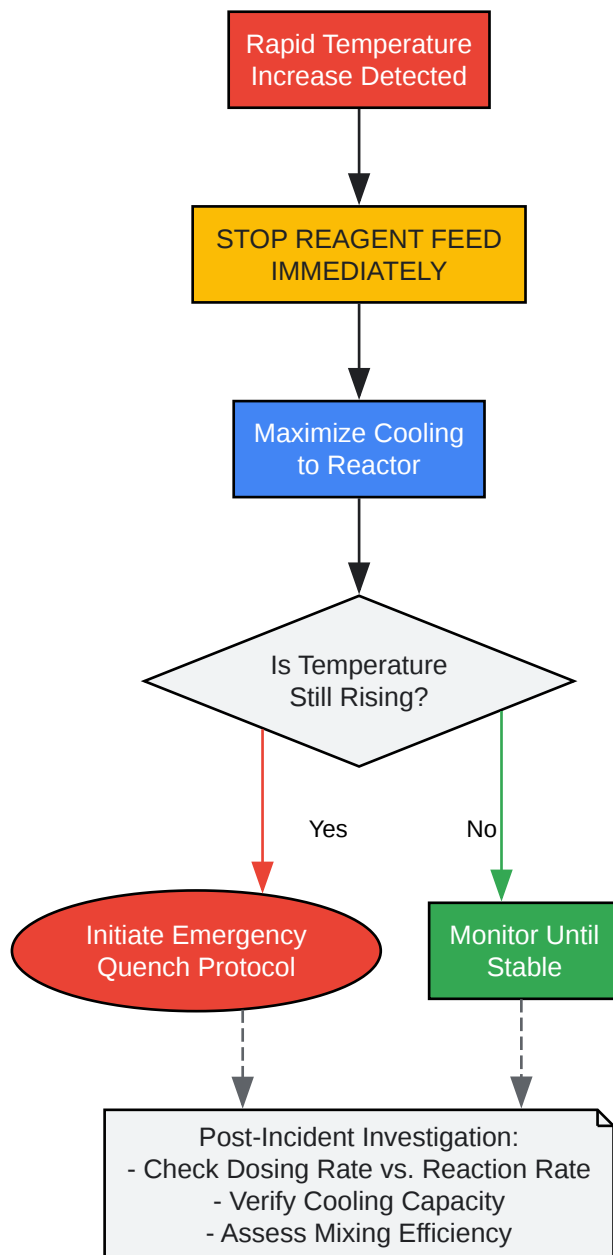 Rapid Temperature
Increase Detected
STOP REAGENT FEED
IMMEDIATELY
Maximize Cooling
to Reactor
Is Temperature
Still Rising?
Yes
No
Initiate Emergency
Quench Protocol
Monitor Until
Stable
Post-Incident Investigation:
- Check Dosing Rate vs. Reaction Rate
- Verify Cooling Capacity
- Assess Mixing Efficiency